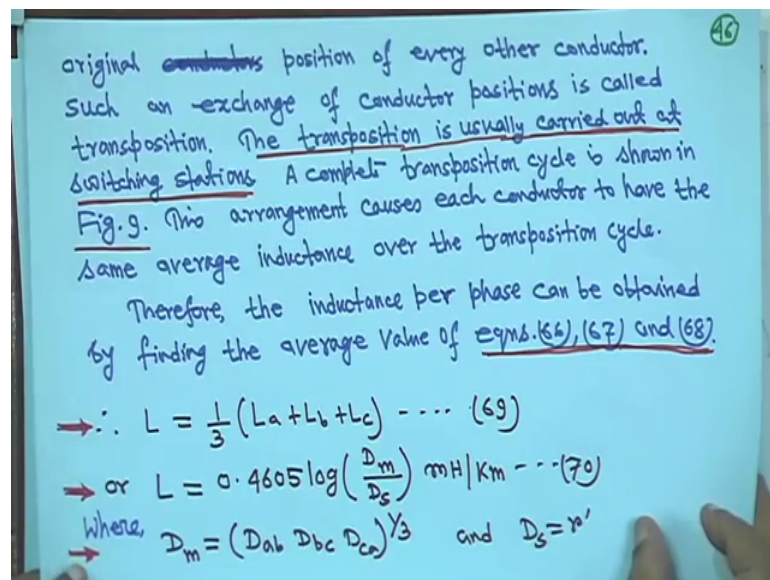 46
original position of every other conductor.
Such an exchange of conductor positions is called
transposition. The transposition is usually carried out at
switching stations. A complet transposition cycle is shown in
Fig.9. This arrangement causes each conductor to have the
same average inductance over the transposition cycle.
Therefore, the inductance per phase can be obtained
by finding the average value of eqns.(66),(67) and (68).
∴ L = 1/3 (La + Lb + Lc) ---- (69)
or L = 0.4605 log(Dm/Ds) mH/Km ---(70)
Where,
Dm = (Dab Dbc Dca)^1/3 and Ds = r'